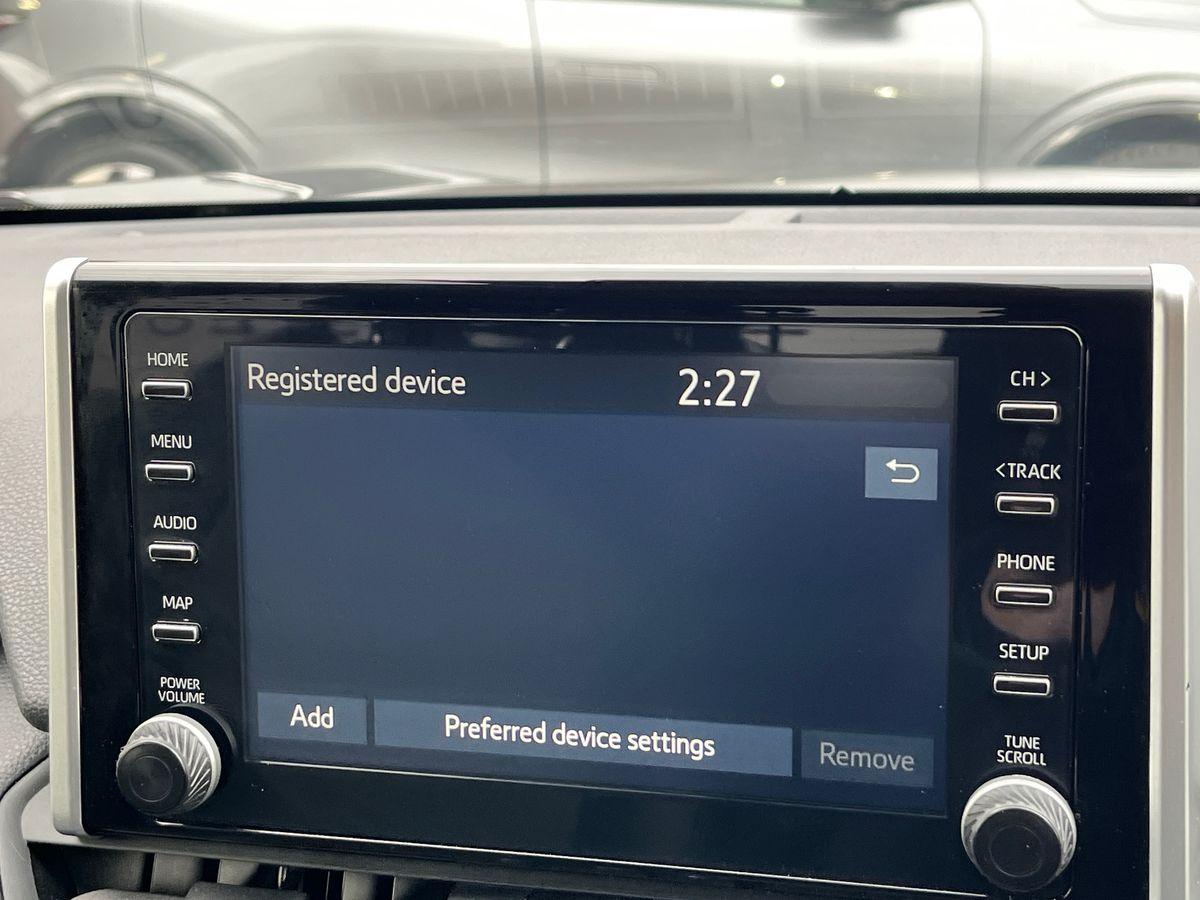 Registered device
2:27
HOME
MENU
AUDIO
MAP
POWER
VOLUME
Add
Preferred device settings
Remove
CH >
<TRACK
PHONE
SETUP
TUNE
SCROLL